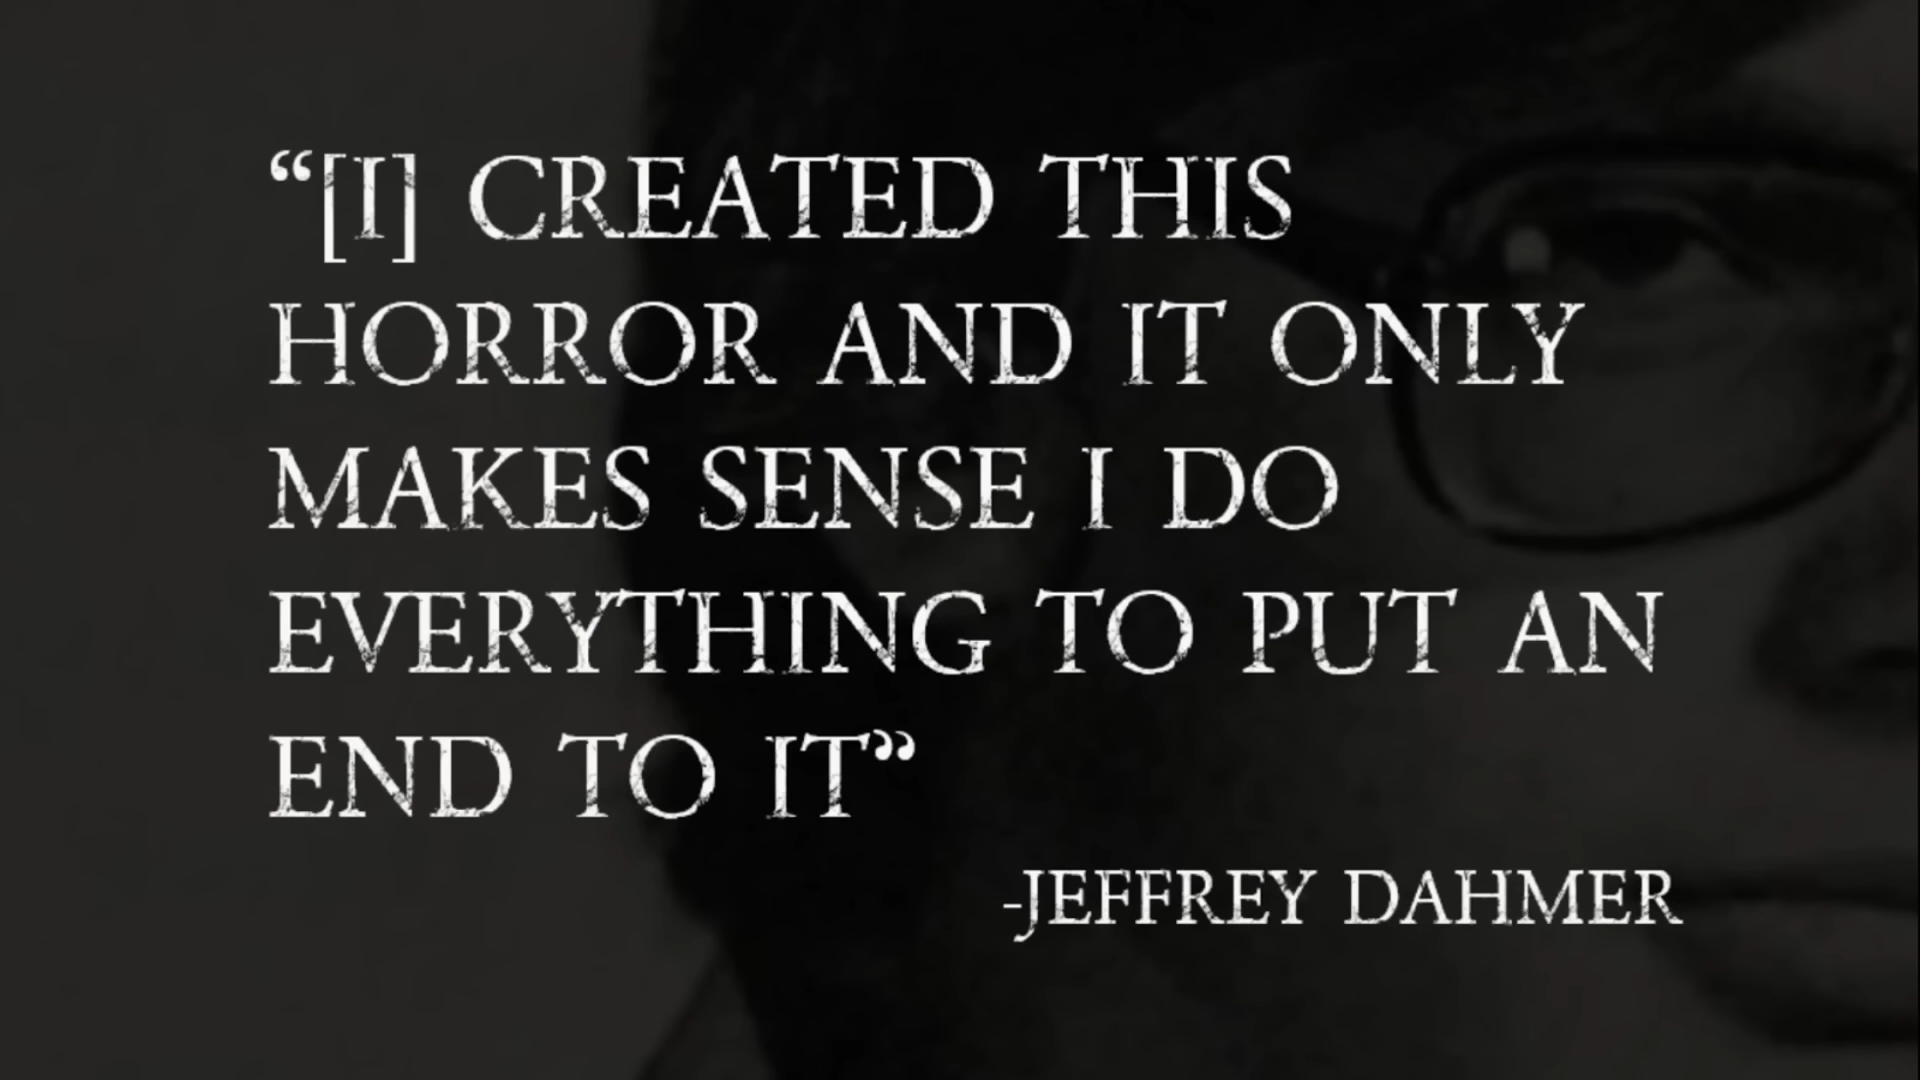 “[I] CREATED THIS
HORROR AND IT ONLY
MAKES SENSE I DO
EVERYTHING TO PUT AN
END TO IT”
-JEFFREY DAHMER